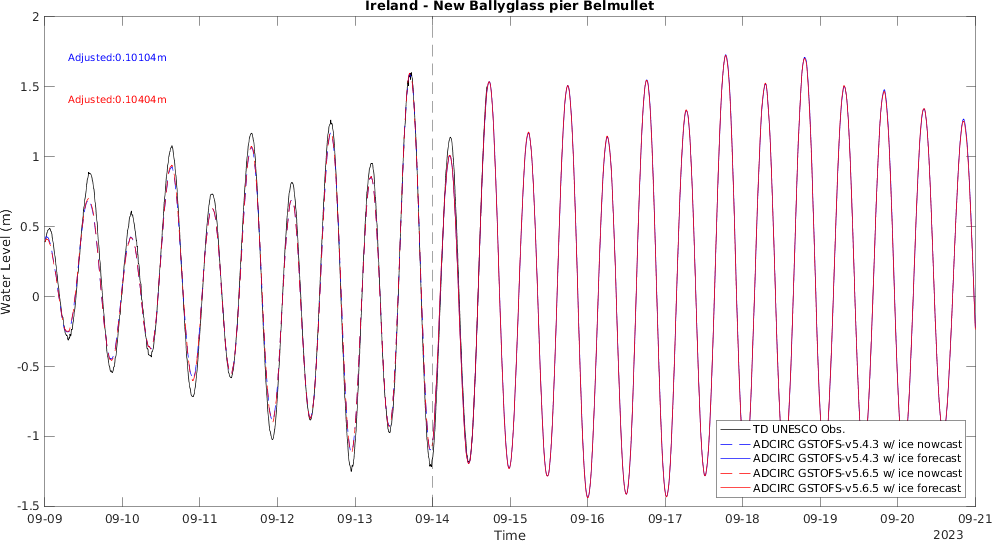 Ireland - New Ballyglass pier Belmullet
Adjusted:0.10104m
Adjusted:0.10404m
Water Level (m)
2
1.5
1
0.5
0
-0.5
-1
-1.5
TD UNESCO Obs.
ADCIRC GSTOFS-v5.4.3 w/ ice nowcast
ADCIRC GSTOFS-v5.4.3 w/ ice forecast
ADCIRC GSTOFS-v5.6.5 w/ ice nowcast
ADCIRC GSTOFS-v5.6.5 w/ ice forecast
09-09 09-10 09-11 09-12 09-13 09-14 09-15 09-16 09-17 09-18 09-19 09-20 09-21
Time
2023